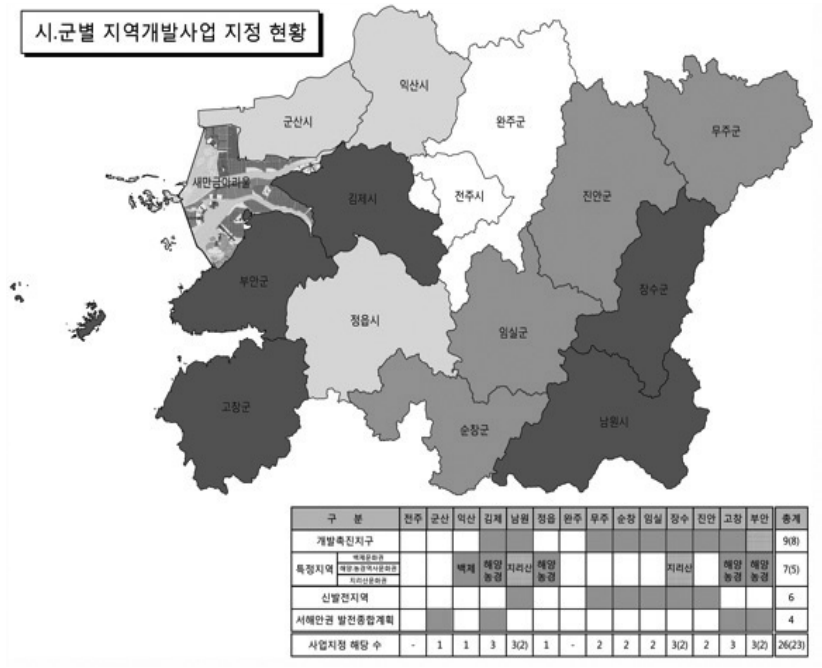 시.군별 지역개발사업 지정 현황
익산시
군산시
완주군
무주군
새만금아리울
김제시
전주시
진안군
부안군
장수군
정읍시
임실군
고창군
순창군
남원시
구 분 전주 군산 익산 김제 남원 정읍 완주 무주 순창 임실 장수 진안 고창 부안 총계
개발촉진지구 9(8)
특정지역 백제문화권 해양·농경역사문화권 지리산문화권 백제 해양농경 지리산 해양농경 지리산 해양농경 해양농경 7(5)
신발전지역 6
서해안권 발전종합계획 4
사업지정 해당 수 - 1 1 3 3(2) 1 - 2 2 2 3(2) 2 3 3(2) 26(23)